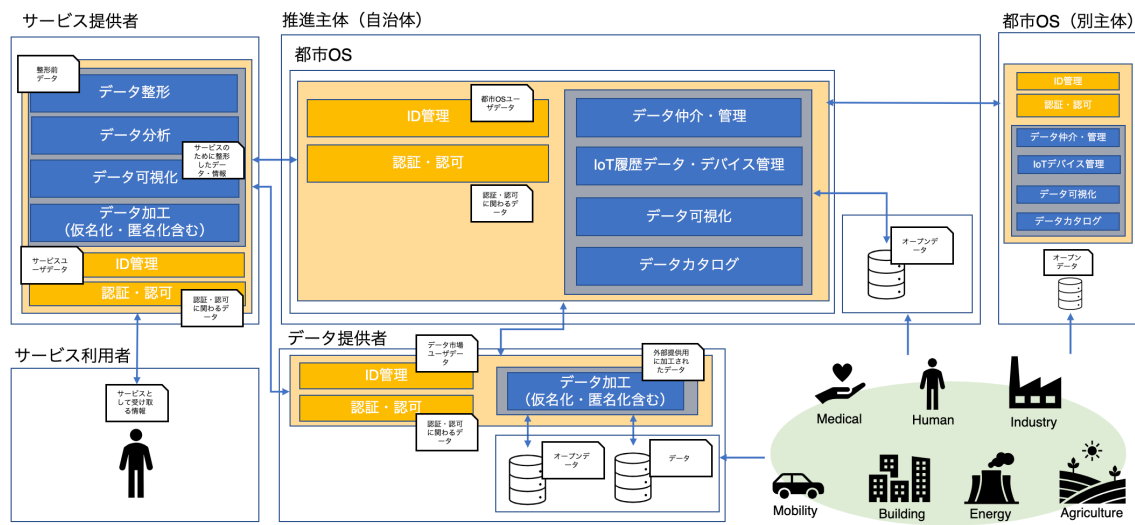 サービス提供者
整形前
データ
データ整形
データ分析
サービスの
ために整形
したデー
タ・情報
データ可視化
データ加工
(仮名化・匿名化含む)
サービスユ
ーザデータ
ID管理
認証・認可
認証・認可
に関わるデ
ータ
サービス利用者
サービスと
して受け取
る情報
推進主体(自治体)
都市OS
都市OSユー
ザデータ
ID管理
認証・認可
認証・認可
に関わるデ
ータ
データ仲介・管理
IoT履歴データ・デバイス管理
データ可視化
データカタログ
オープンデ
ータ
データ提供者
データ市場
ユーザデー
タ
ID管理
認証・認可
認証・認可
に関わるデ
ータ
外部提供用
に加工され
たデータ
データ加工
(仮名化・匿名化含む)
オープンデ
ータ
データ
都市OS(別主体)
ID管理
認証・認可
データ仲介・管理
IoTデバイス管理
データ可視化
データカタログ
オープン
データ
Medical
Human
Industry
Mobility
Building
Energy
Agriculture